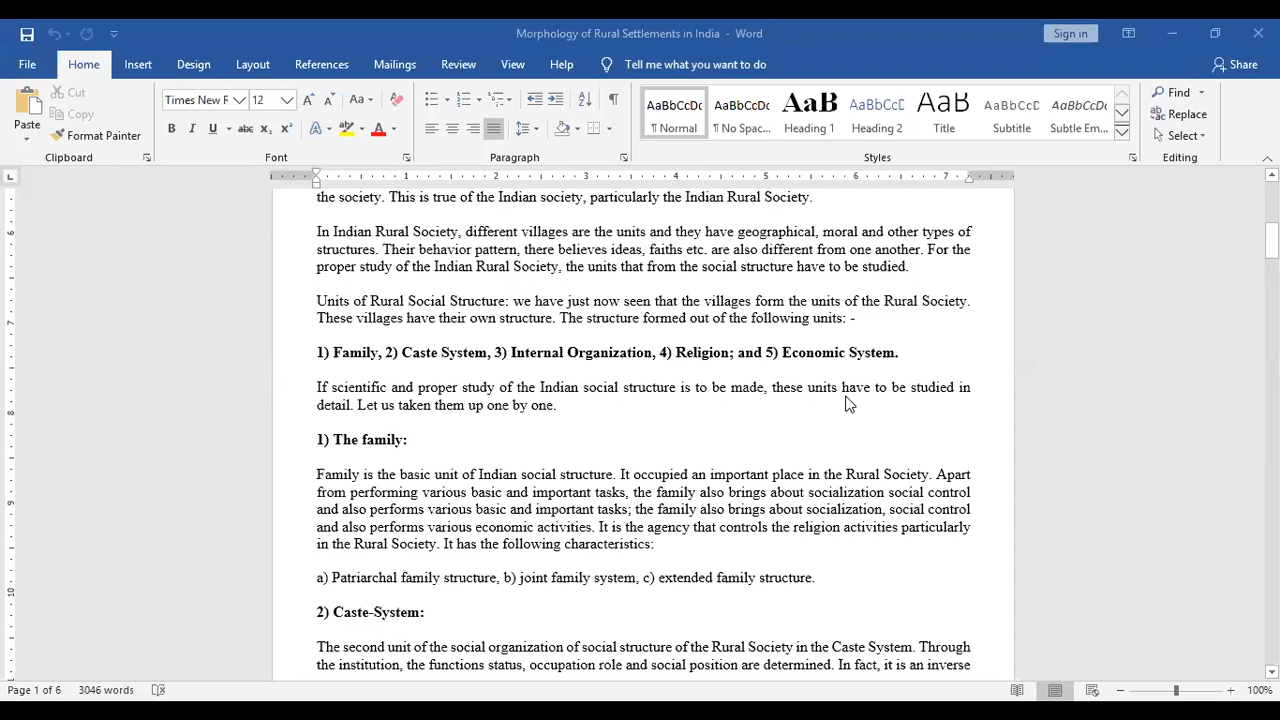 Morphology of Rural Settlements in India - Word
Sign in
File Home Insert Design Layout References Mailings Review View Help Tell me what you want to do Share
Paste
Cut
Copy
Format Painter
Clipboard
Times New R 12
Font
Paragraph
AaBbCcDc AaBbCcDc AaB AaBbCcD AaB AaBbCcD AaBbCcDc
¶ Normal ¶ No Spac... Heading 1 Heading 2 Title Subtitle Subtle Em...
Styles
Find
Replace
Select
Editing
1 2 3 4 5 6 7
the society. This is true of the Indian society, particularly the Indian Rural Society.
In Indian Rural Society, different villages are the units and they have geographical, moral and other types of
structures. Their behavior pattern, there believes ideas, faiths etc. are also different from one another. For the
proper study of the Indian Rural Society, the units that from the social structure have to be studied.
Units of Rural Social Structure: we have just now seen that the villages form the units of the Rural Society.
These villages have their own structure. The structure formed out of the following units: -
1) Family, 2) Caste System, 3) Internal Organization, 4) Religion; and 5) Economic System.
If scientific and proper study of the Indian social structure is to be made, these units have to be studied in
detail. Let us taken them up one by one.
1) The family:
Family is the basic unit of Indian social structure. It occupied an important place in the Rural Society. Apart
from performing various basic and important tasks, the family also brings about socialization social control
and also performs various basic and important tasks; the family also brings about socialization, social control
and also performs various economic activities. It is the agency that controls the religion activities particularly
in the Rural Society. It has the following characteristics:
a) Patriarchal family structure, b) joint family system, c) extended family structure.
2) Caste-System:
The second unit of the social organization of social structure of the Rural Society in the Caste System. Through
the institution, the functions status, occupation role and social position are determined. In fact, it is an inverse
Page 1 of 6 3046 words 100%